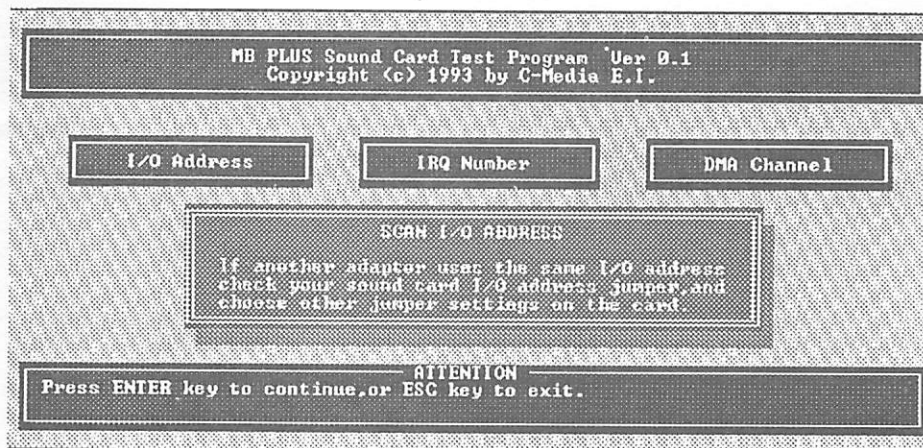 MB PLUS Sound Card Test Program Ver 0.1
Copyright (c) 1993 by C-Media E.I.
I/O Address
IRQ Number
DMA Channel
SCAN I/O ADDRESS
If another adaptor uses the same I/O address
check your sound card I/O address jumper,and
choose other jumper settings on the card.
ATTENTION
Press ENTER key to continue,or ESC key to exit.